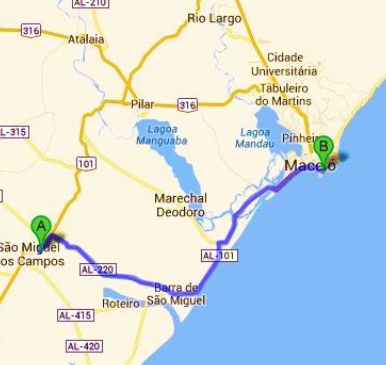 AL-210
Rio Largo
316
Atalaia
Cidade
Universitária
Tabuleiro
do Martins
Pilar
316
L-315
Lagoa
Manguaba
Lagoa
Mandau
Pinheir
B
Maceió
101
Marechal
Deodoro
A
São Miguel
os Campos
AL-101
AL-220
Barra de
São Miguel
Roteiro
AL-415
AL-420